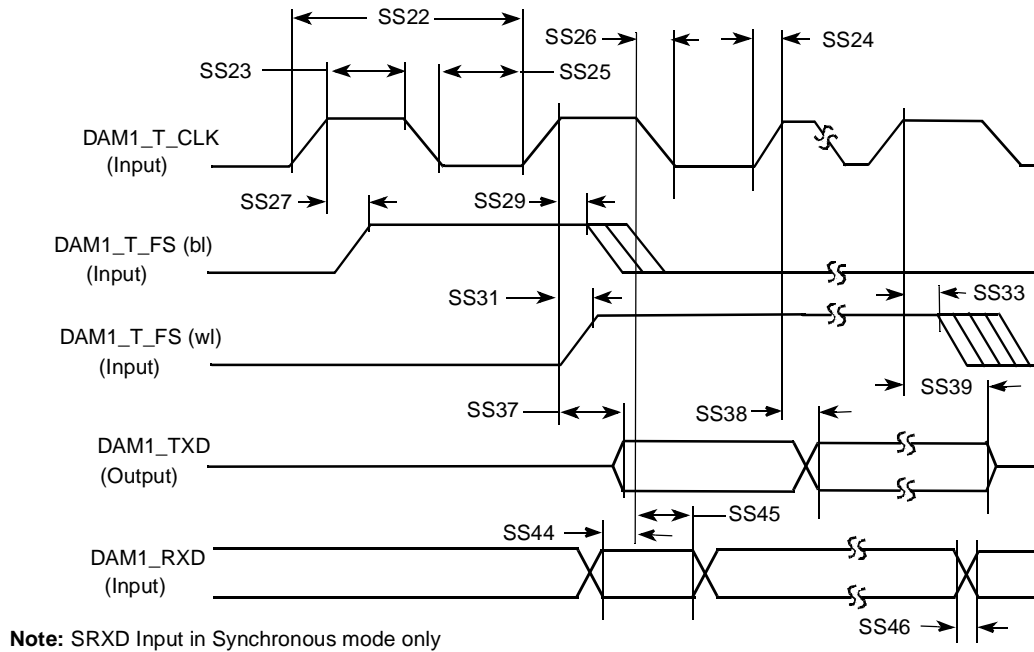 SS22
SS26
SS24
SS23
SS25
DAM1_T_CLK
(Input)
SS27
SS29
DAM1_T_FS (bl)
(Input)
SS31
SS33
DAM1_T_FS (wl)
(Input)
SS39
SS37
SS38
DAM1_TXD
(Output)
SS44
SS45
DAM1_RXD
(Input)
SS46
Note: SRXD Input in Synchronous mode only